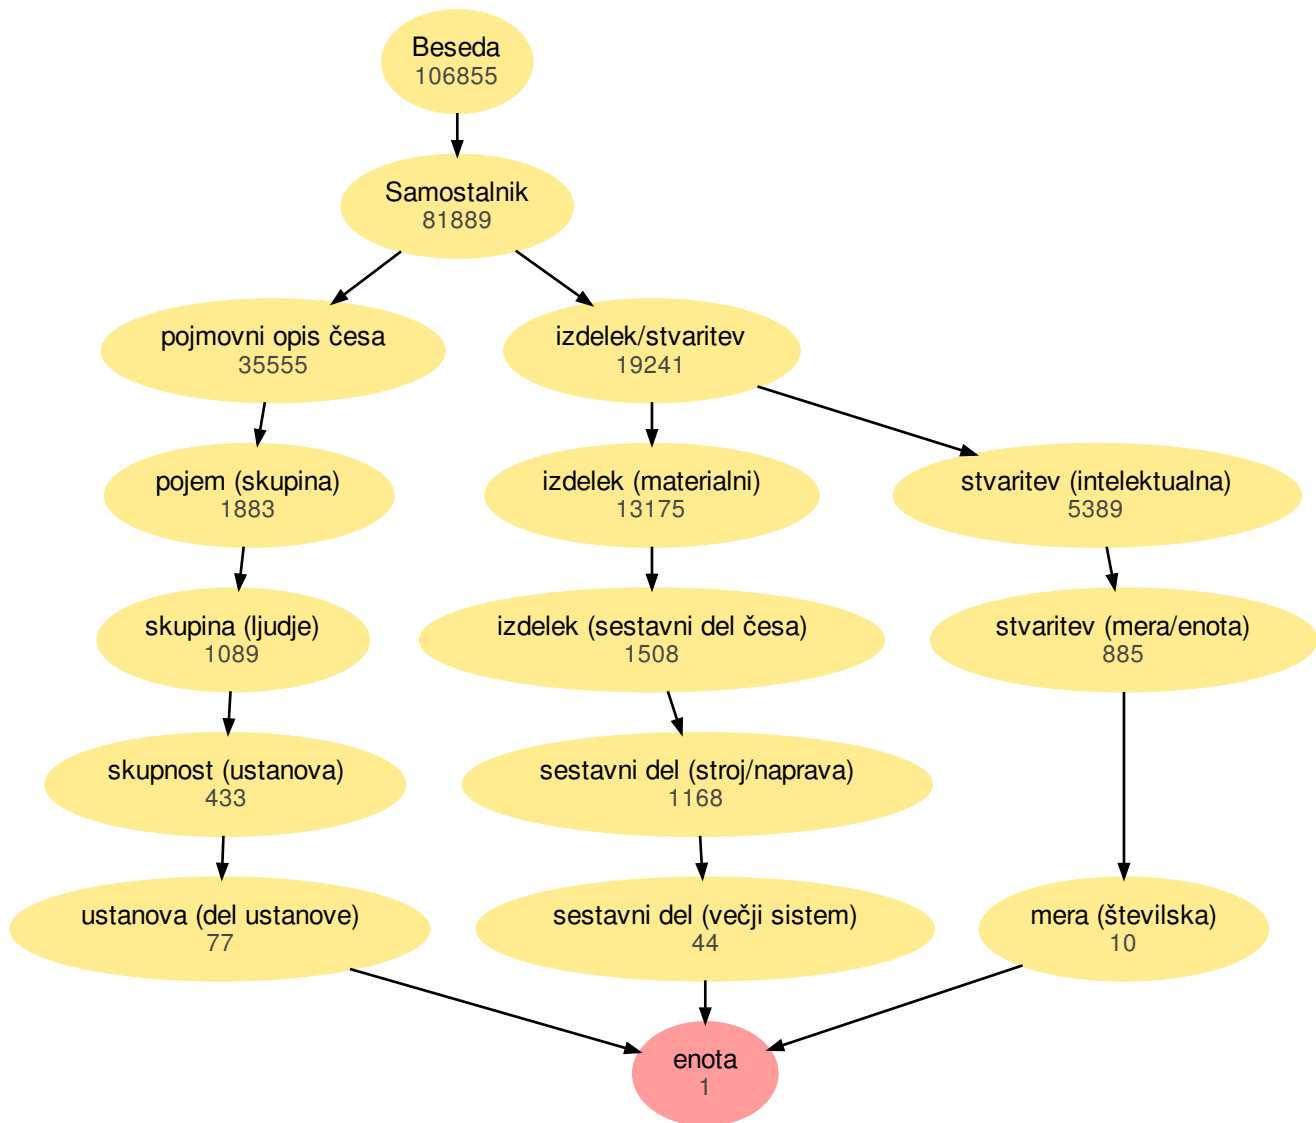 Beseda
106855
Samostalnik
81889
pojmovni opis česa
35555
izdelek/stvaritev
19241
pojem (skupina)
1883
izdelek (materialni)
13175
stvaritev (intelektualna)
5389
skupina (ljudje)
1089
izdelek (sestavni del česa)
1508
stvaritev (mera/enota)
885
skupnost (ustanova)
433
sestavni del (stroj/naprava)
1168
ustanova (del ustanove)
77
sestavni del (večji sistem)
44
mera (številska)
10
enota
1